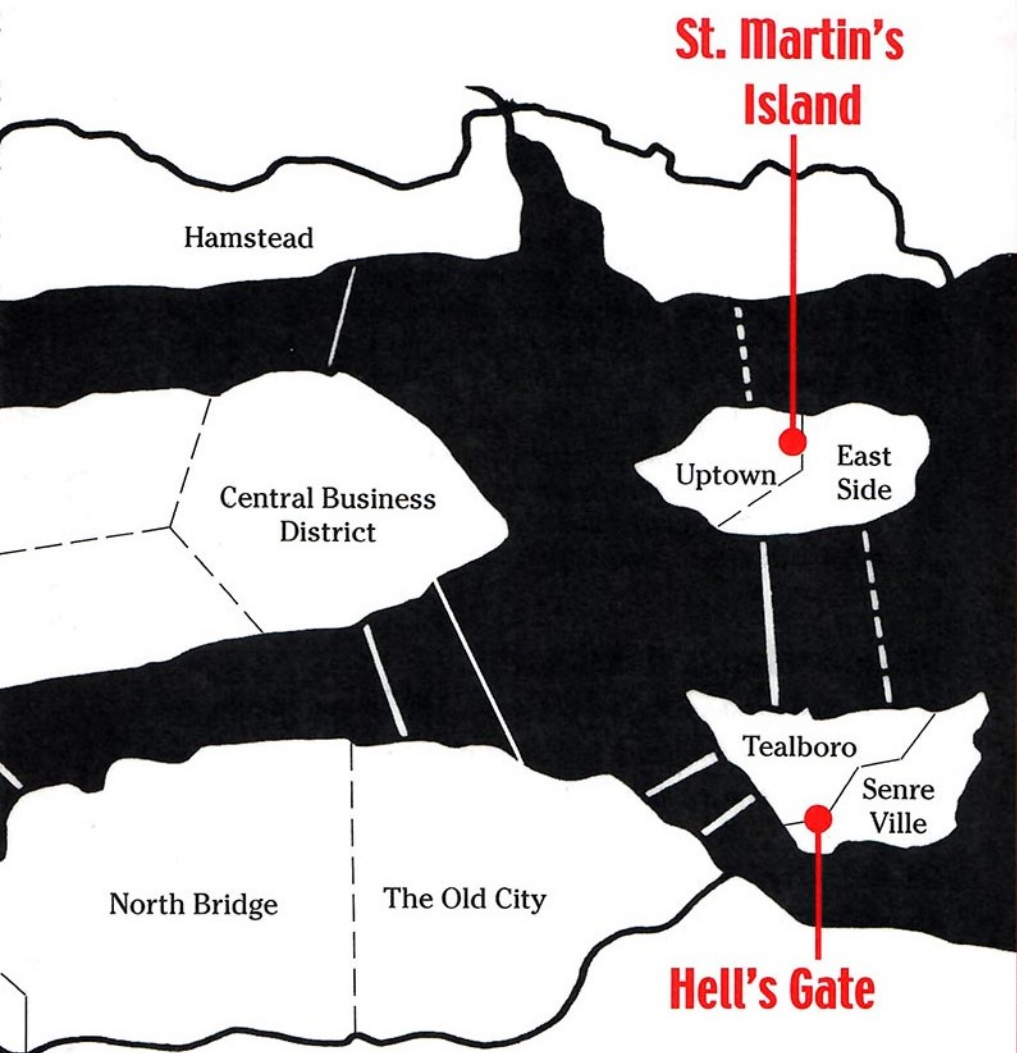 St. Martin's
Island
Hamstead
Uptown
East
Side
Central Business
District
Tealboro
Senre
Ville
North Bridge
The Old City
Hell's Gate